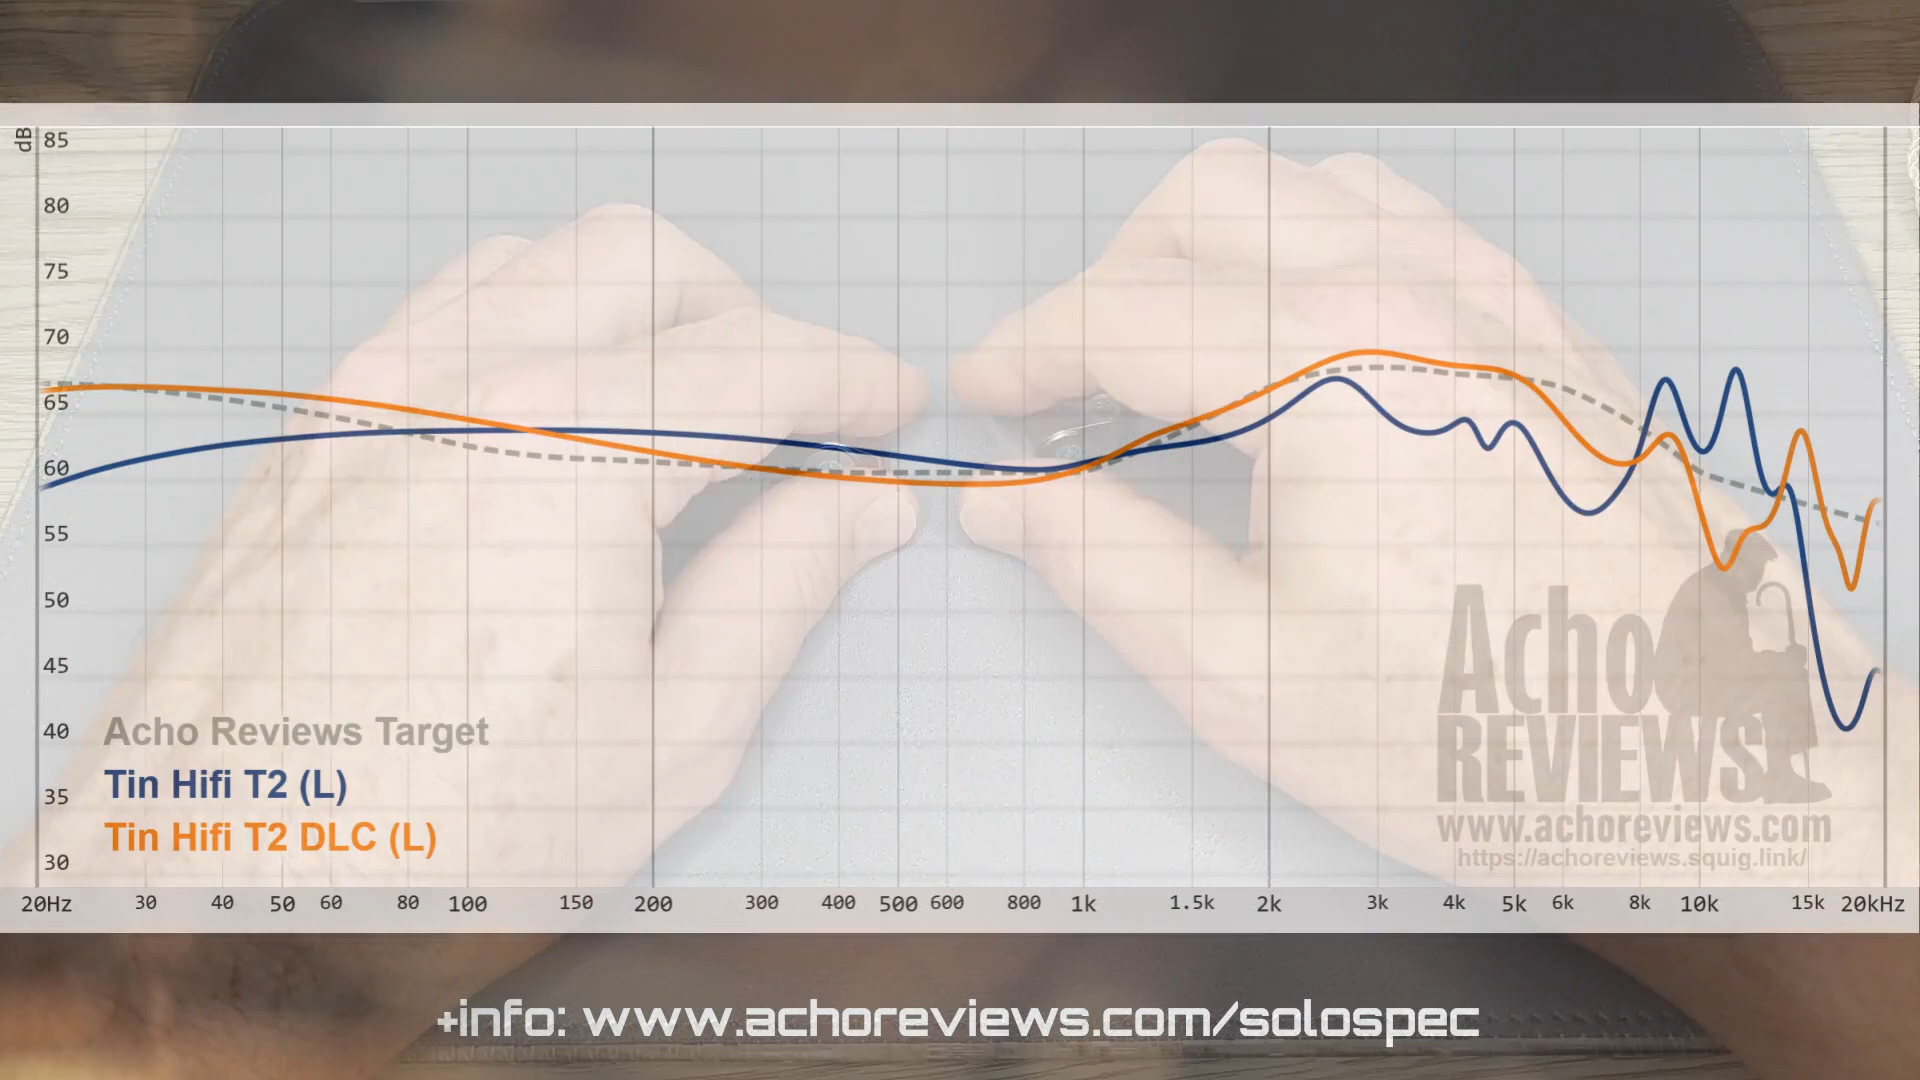 dB
85
80
75
70
65
60
55
50
45
40
35
30
Acho Reviews Target
Tin Hifi T2 (L)
Tin Hifi T2 DLC (L)
Acho
REVIEWS
www.achoreviews.com
https://achoreviews.squig.link/
20Hz 30 40 50 60 80 100 150 200 300 400 500 600 800 1k 1.5k 2k 3k 4k 5k 6k 8k 10k 15k 20kHz
+info: www.achoreviews.com/solospec